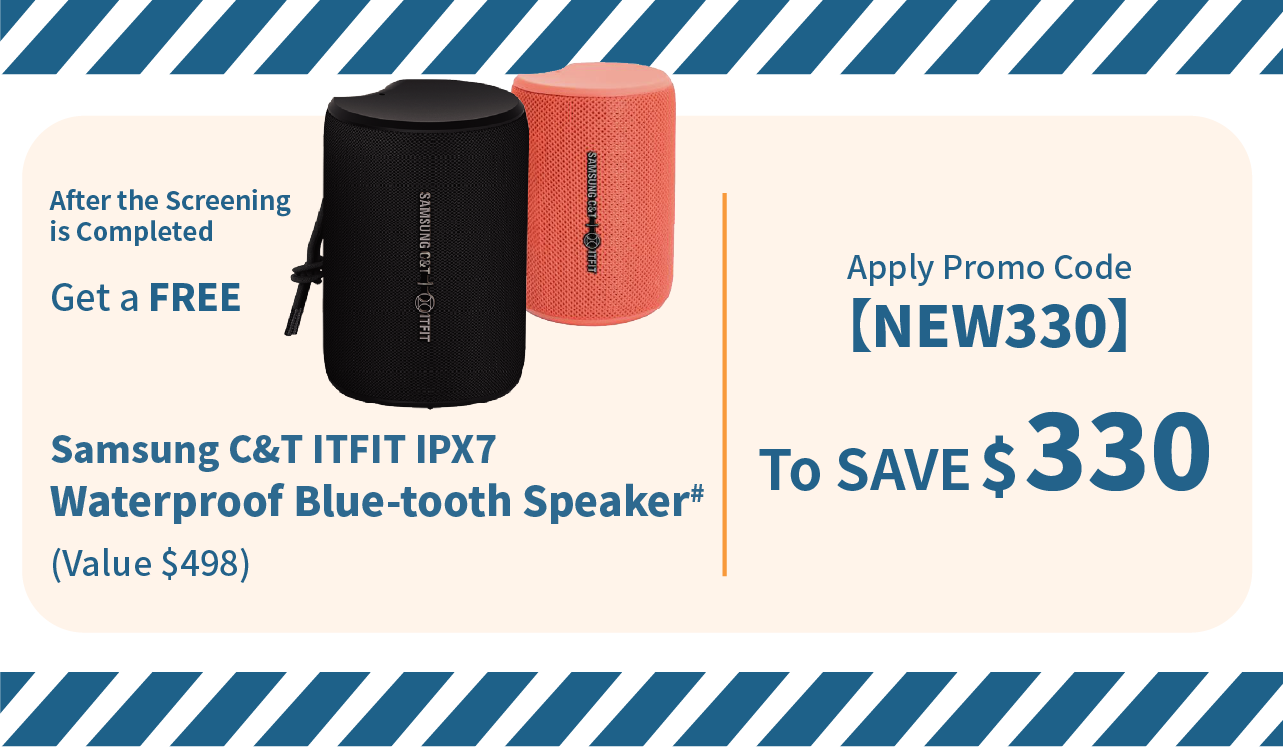 After the Screening
is Completed
Get a FREE
SAMSUNG C&T | ITFIT
SAMSUNG C&T | ITFIT
Samsung C&T ITFIT IPX7
Waterproof Blue-tooth Speaker#
(Value $498)
Apply Promo Code
【NEW330】
To SAVE $330